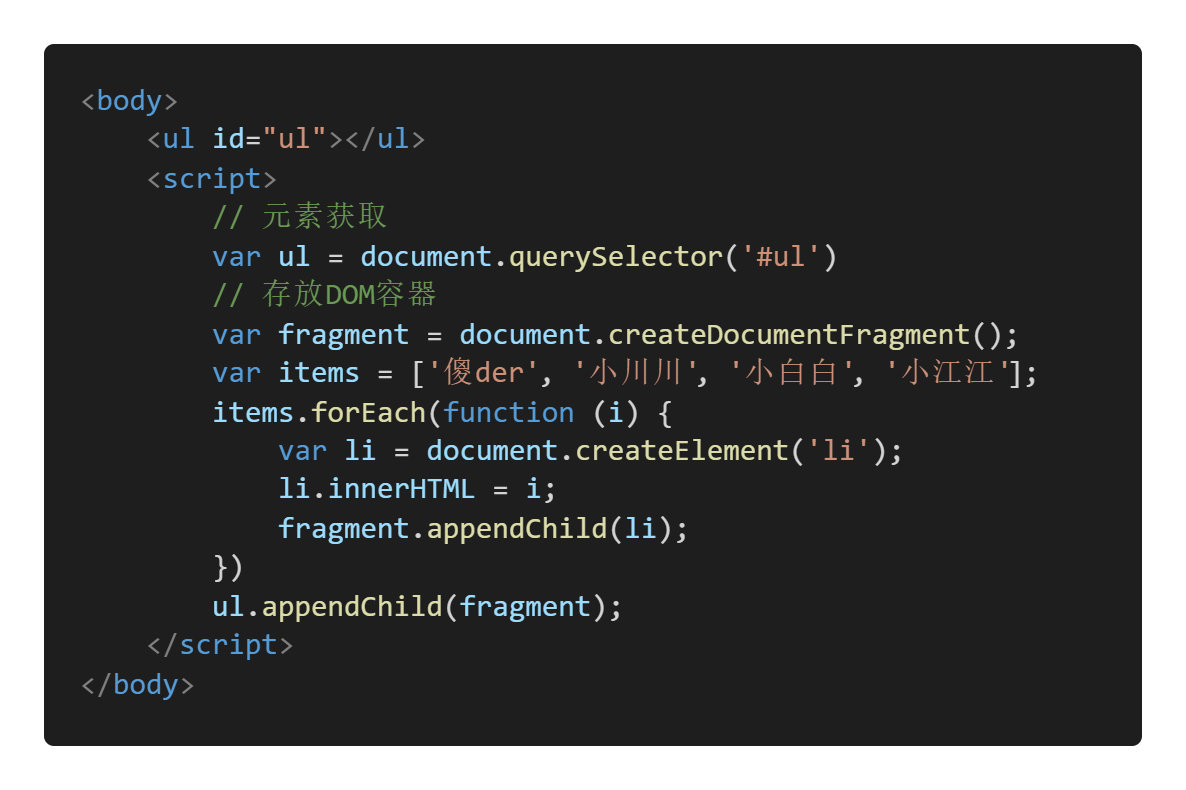 <body>
    <ul id="ul"></ul>
    <script>
        // 元素获取
        var ul = document.querySelector('#ul')
        // 存放DOM容器
        var fragment = document.createDocumentFragment();
        var items = ['傻der', '小川川', '小白白', '小江江'];
        items.forEach(function (i) {
            var li = document.createElement('li');
            li.innerHTML = i;
            fragment.appendChild(li);
        })
        ul.appendChild(fragment);
    </script>
</body>